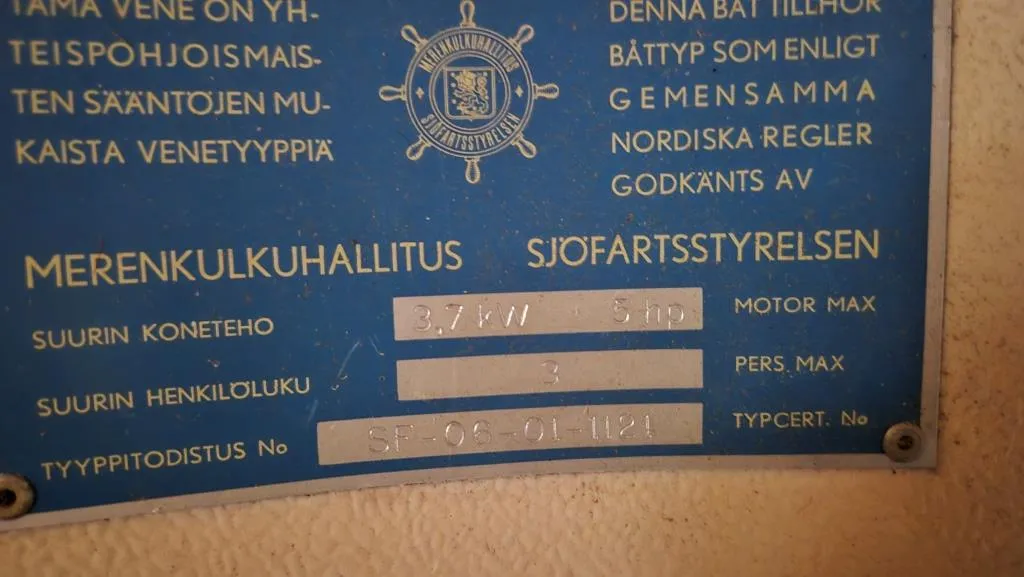 TÄMÄ VENE ON YH-
TEISPOHJOISMAIS-
TEN SÄÄNTÖJEN MU-
KAISTA VENETYYPPIÄ
MERENKULKUHALLITUS
SJÖFARTSSTYRELSEN
DENNA BÅT TILLHÖR
BÅTTYP SOM ENLIGT
GEMENSAMMA
NORDISKA REGLER
GODKÄNTS AV
MERENKULKUHALLITUS SJÖFARTSSTYRELSEN
SUURIN KONETEHO 3,7 kW 5 hp MOTOR MAX
SUURIN HENKILÖLUKU 3 PERS. MAX
TYYPPITODISTUS No SF-06-01-1121 TYPCERT. No